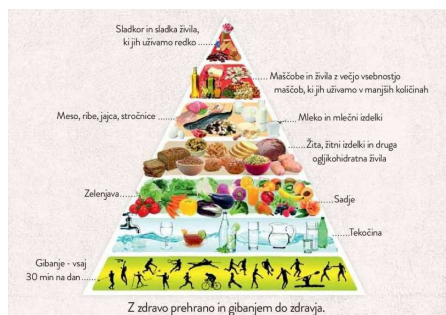 Sladkor in sladka živila,
ki jih uživamo redko
Maščobe in živila z večjo vsebnostjo
maščob, ki jih uživamo v manjših količinah
Meso, ribe, jajca, stročnice
Mleko in mlečni izdelki
Žita, žitni izdelki in druga
ogljikohidratna živila
Zelenjava
Sadje
Tekočina
Gibanje - vsaj
30 min na dan
Z zdravo prehrano in gibanjem do zdravja.